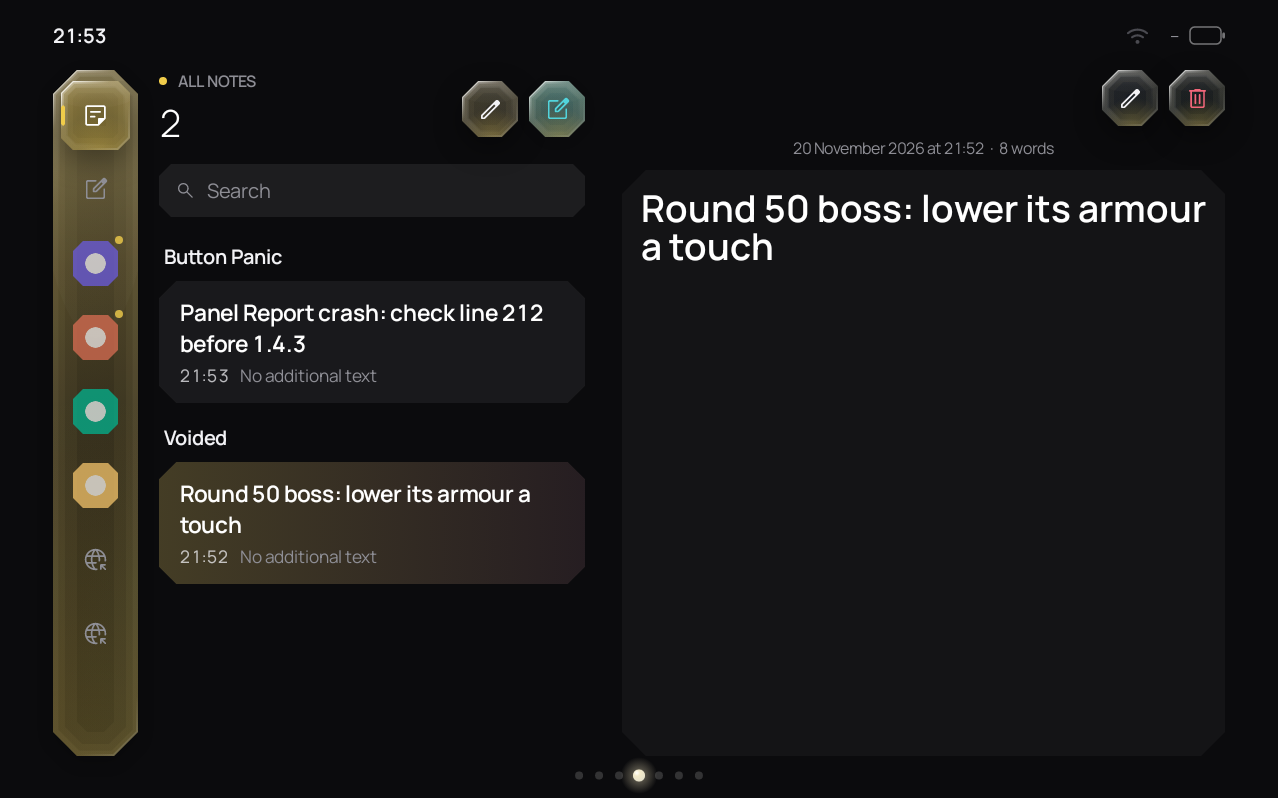 21:53
–
ALL NOTES
2
Search
Button Panic
Panel Report crash: check line 212
before 1.4.3
21:53 No additional text
Voided
Round 50 boss: lower its armour a
touch
21:52 No additional text
20 November 2026 at 21:52 · 8 words
Round 50 boss: lower its armour
a touch